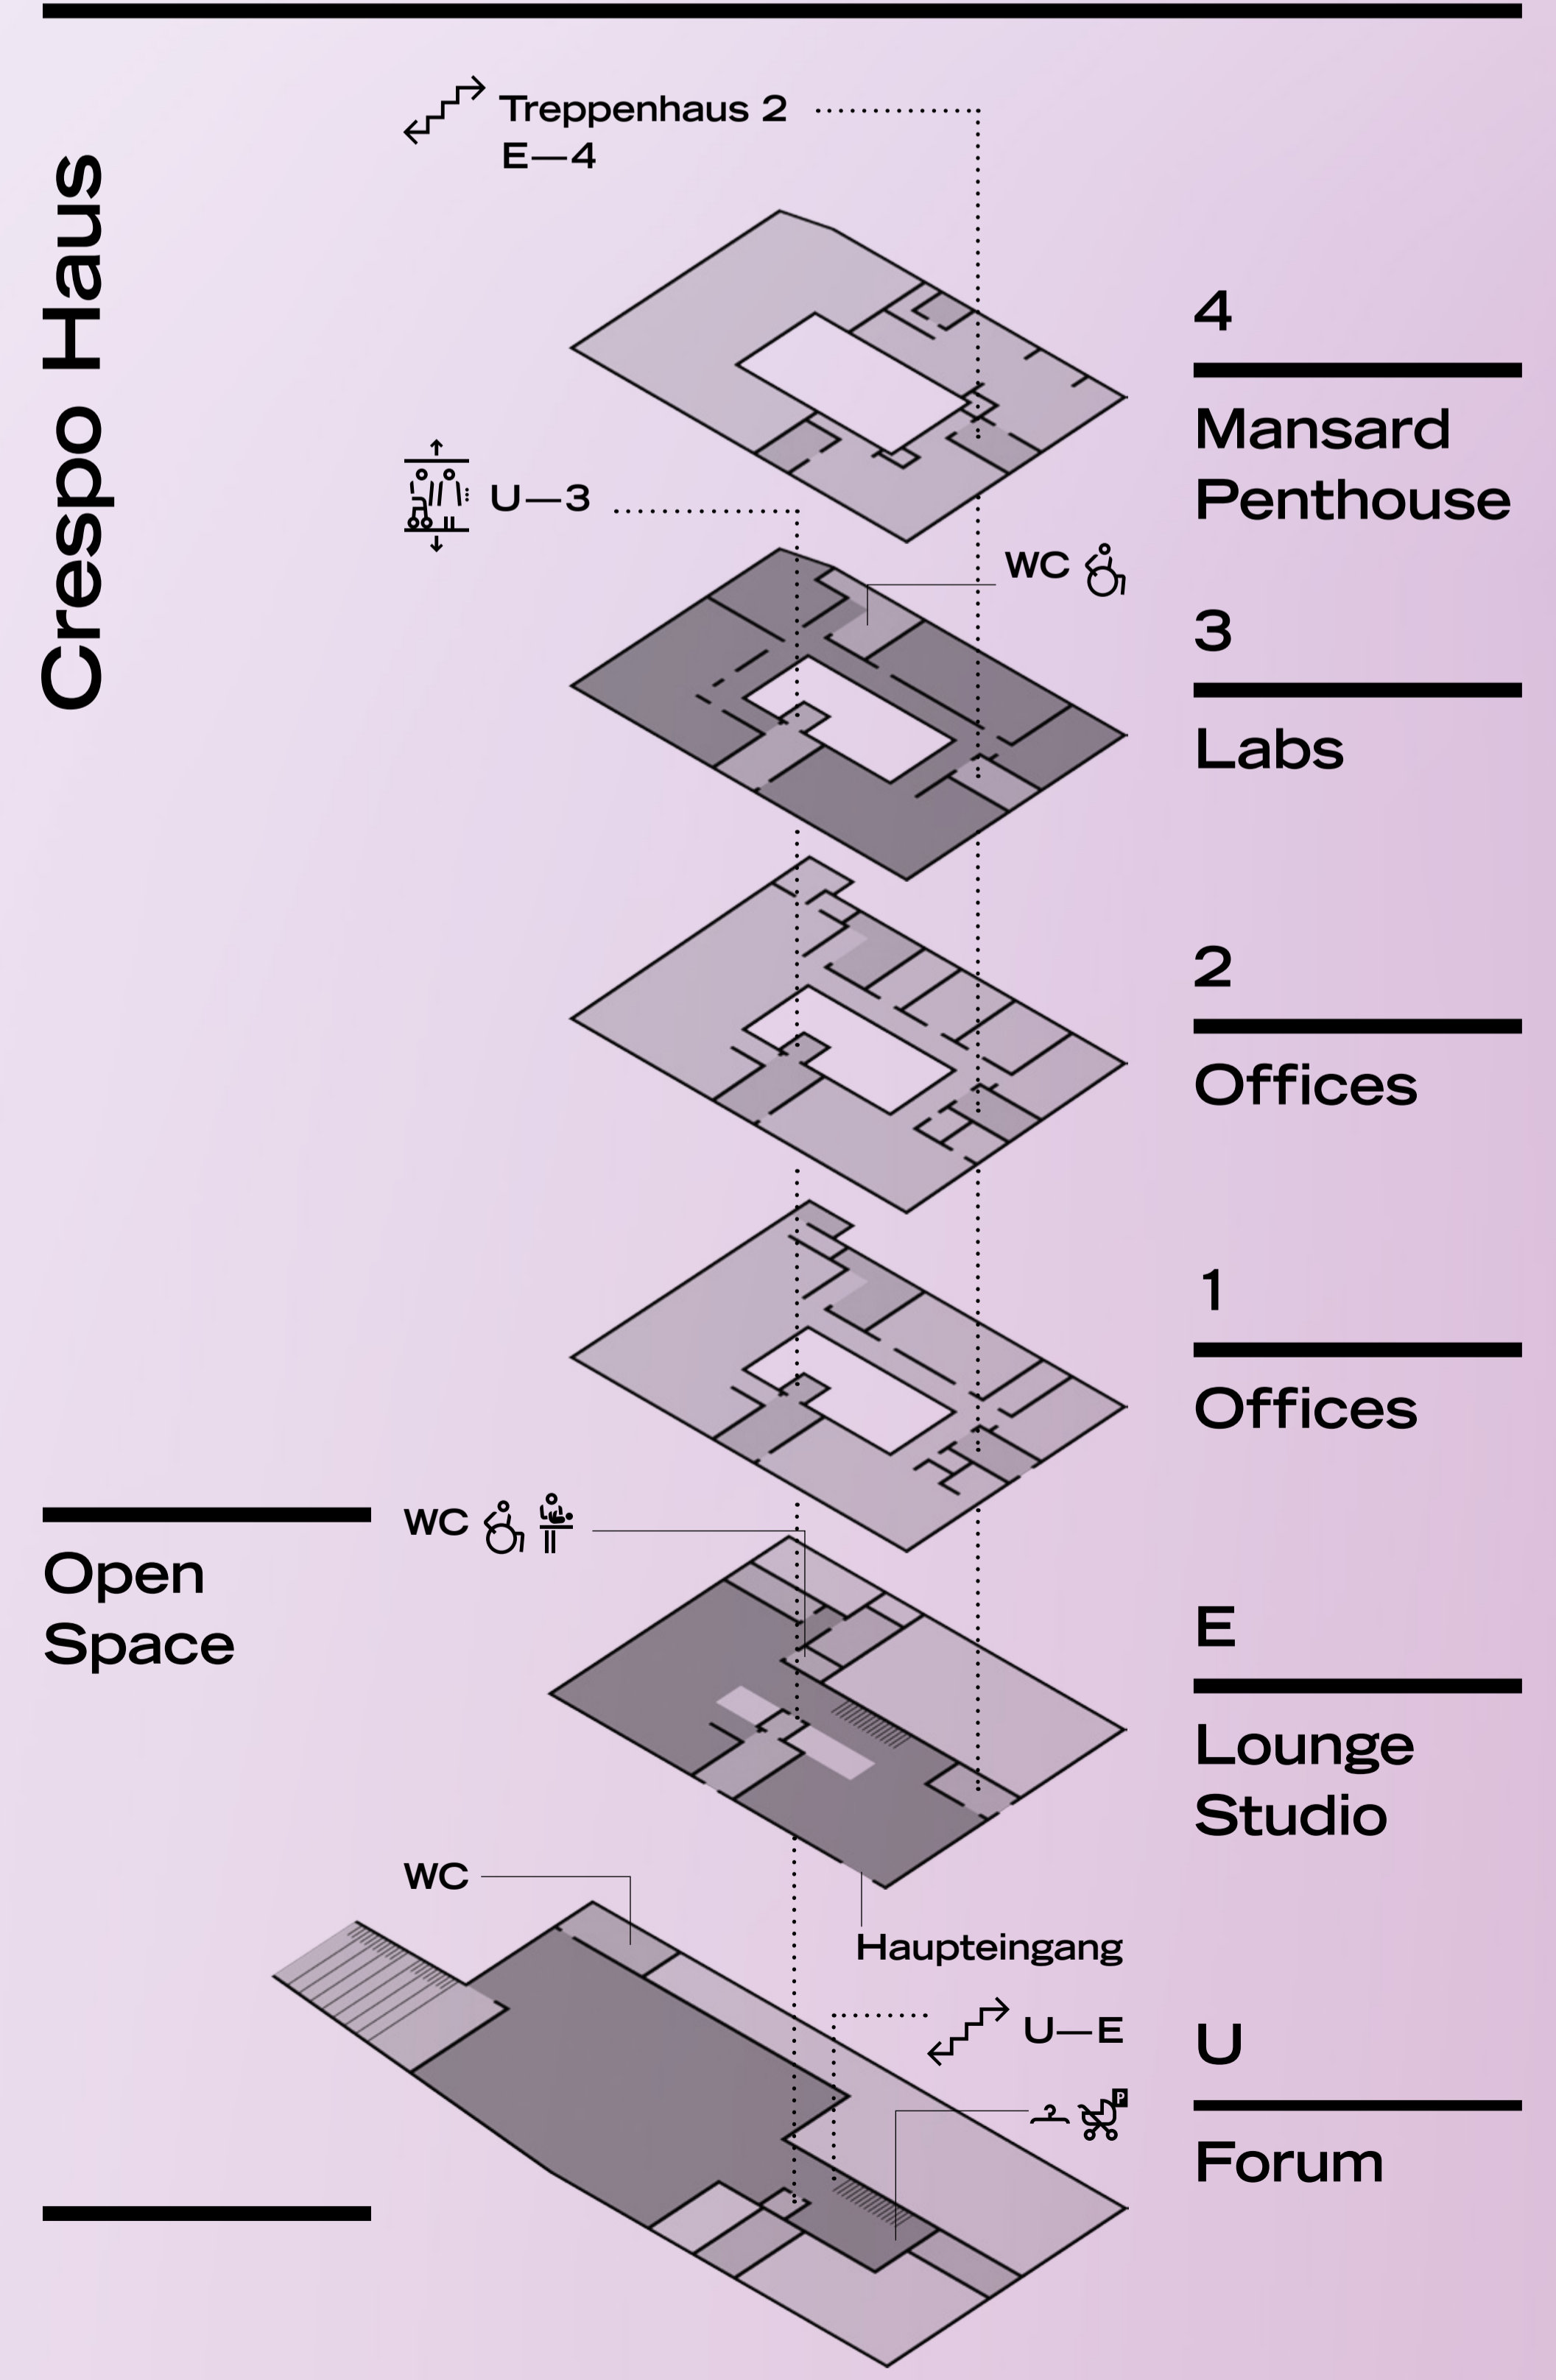 Crespo Haus
Treppenhaus 2
E—4
4
Mansard
Penthouse
U—3
WC
3
Labs
2
Offices
1
Offices
WC
Open
Space
E
Lounge
Studio
WC
Haupteingang
U—E
U
P
Forum